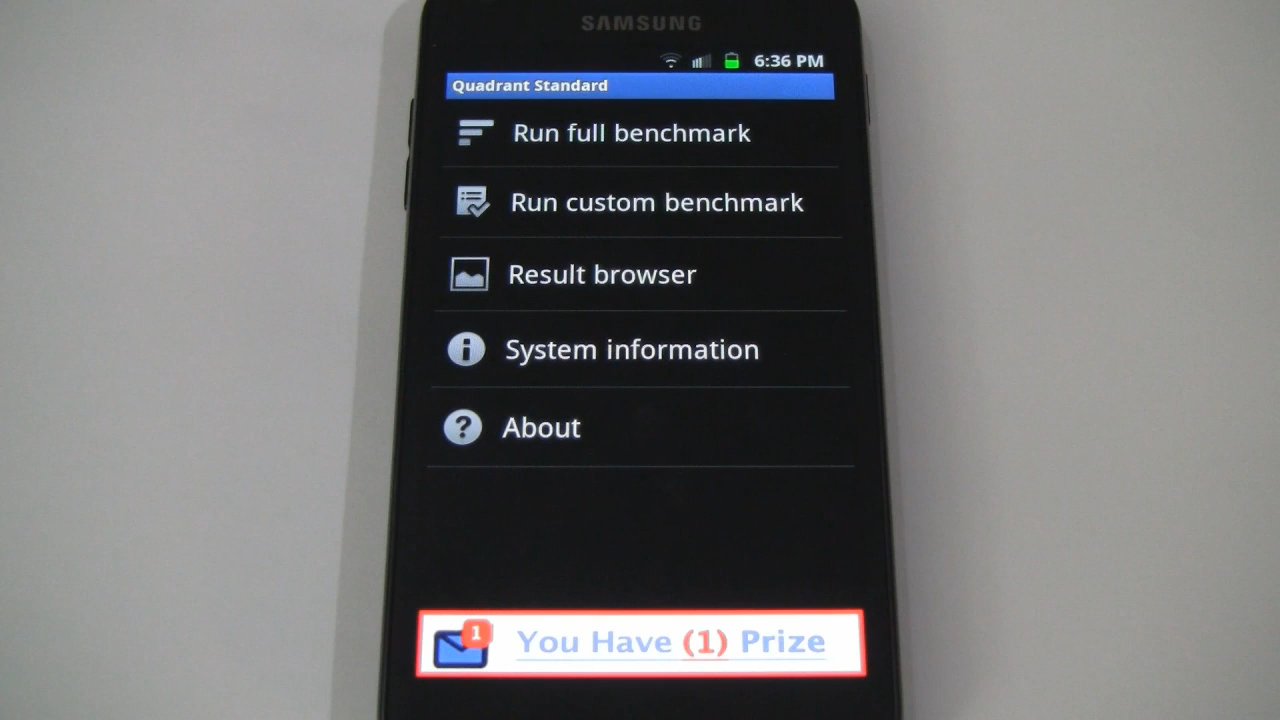 SAMSUNG
6:36 PM
Quadrant Standard
Run full benchmark
Run custom benchmark
Result browser
System information
About
1 You Have (1) Prize